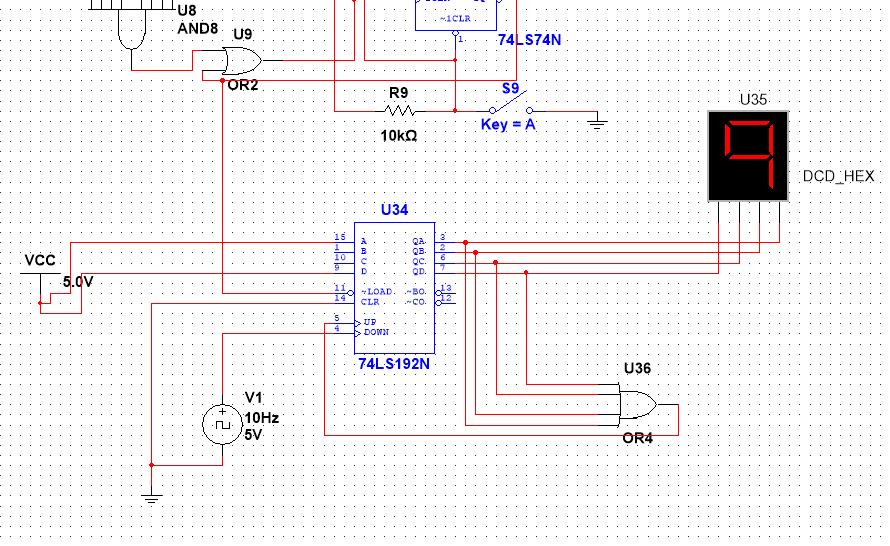 U8
AND8
~1CLR
1
74LS74N
U9
OR2
R9
10kΩ
S9
Key = A
U35
DCD_HEX
U34
15 A QA 3
1 B QB 2
10 C QC 6
9 D QD 7
11 ~LOAD ~BO 13
14 CLR ~CO 12
5 UP
4 DOWN
74LS192N
VCC
5.0V
V1
10Hz
5V
U36
OR4
9